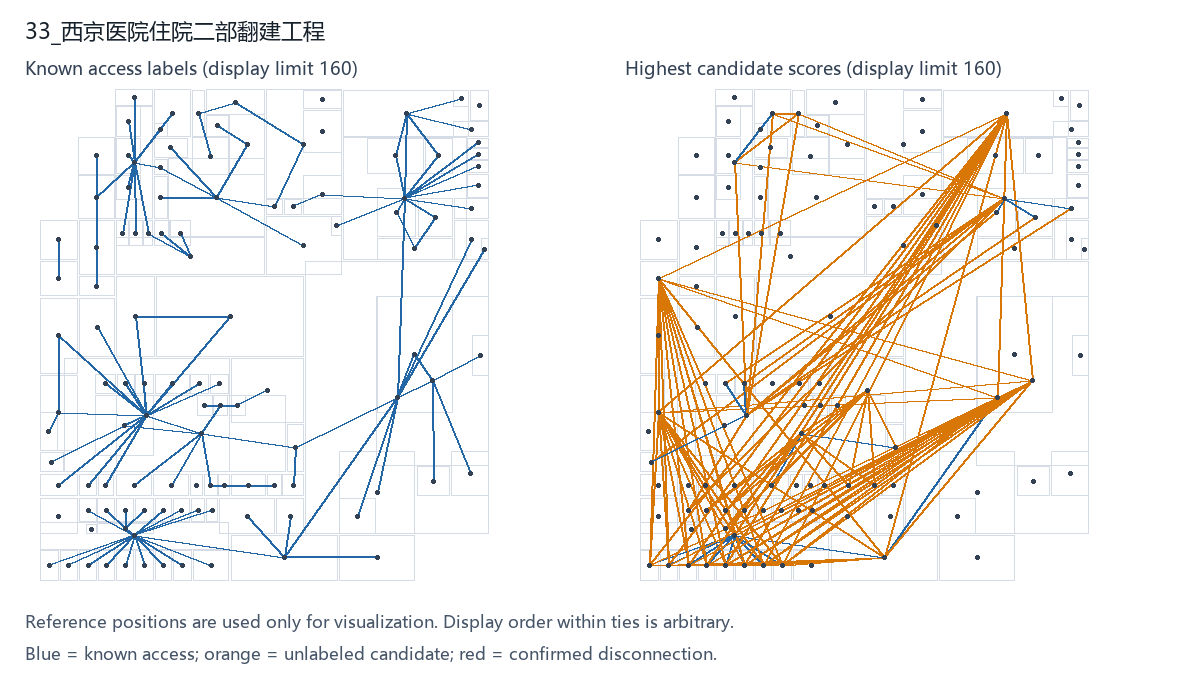 33_西京医院住院二部翻建工程
Known access labels (display limit 160)
Highest candidate scores (display limit 160)
Reference positions are used only for visualization. Display order within ties is arbitrary.
Blue = known access; orange = unlabeled candidate; red = confirmed disconnection.